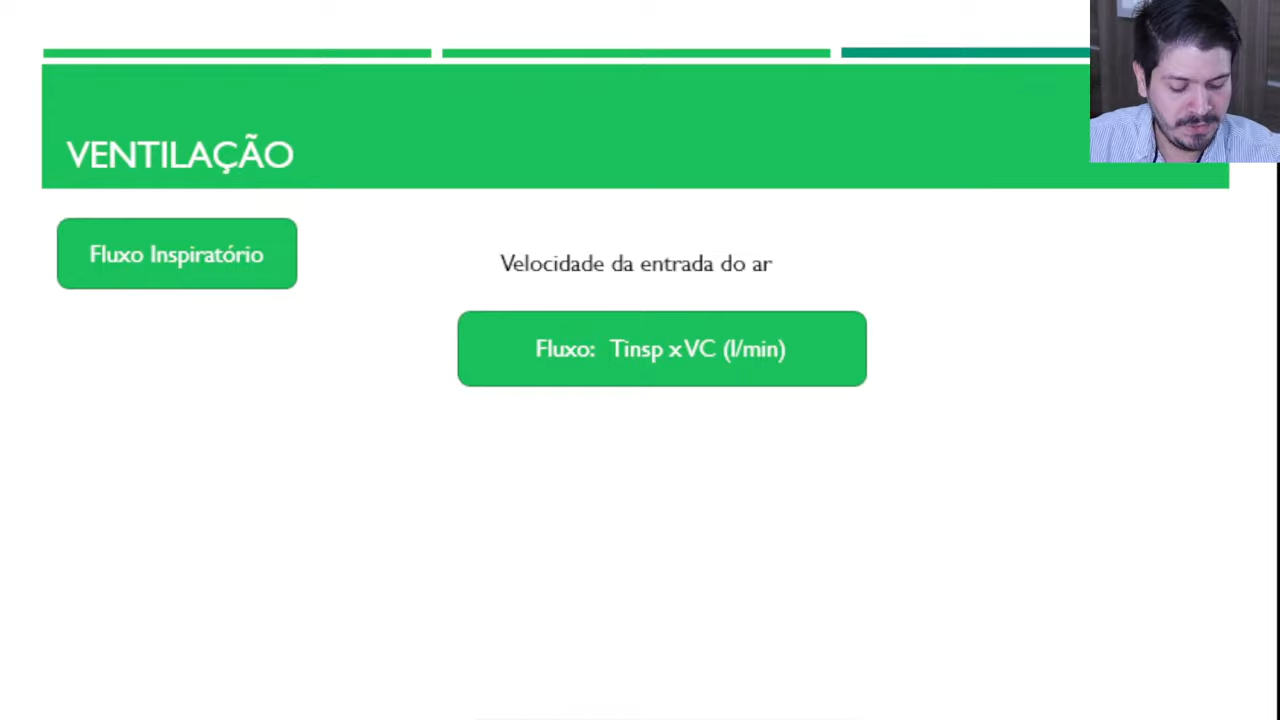 VENTILAÇÃO
Fluxo Inspiratório
Velocidade da entrada do ar
Fluxo: Tinsp x VC (l/min)